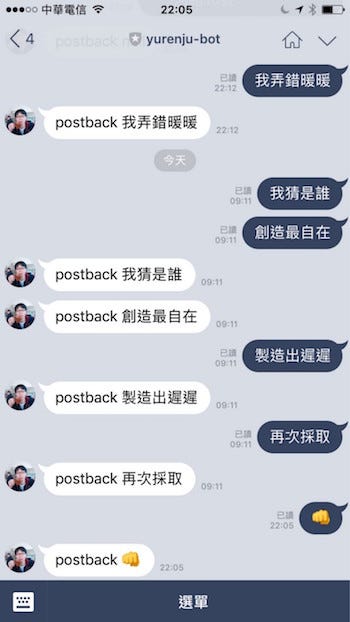 中華電信 22:05
4 yurenju-bot
已讀
22:12 我弄錯暖暖
postback 我弄錯暖暖 22:12
今天
已讀
09:11 我猜是誰
已讀
09:11 創造最自在
postback 我猜是誰 09:11
postback 創造最自在 09:11
已讀
09:11 製造出遲遲
postback 製造出遲遲 09:11
已讀
09:11 再次採取
postback 再次採取 09:11
已讀
22:05 👊
postback 👊 22:05
選單